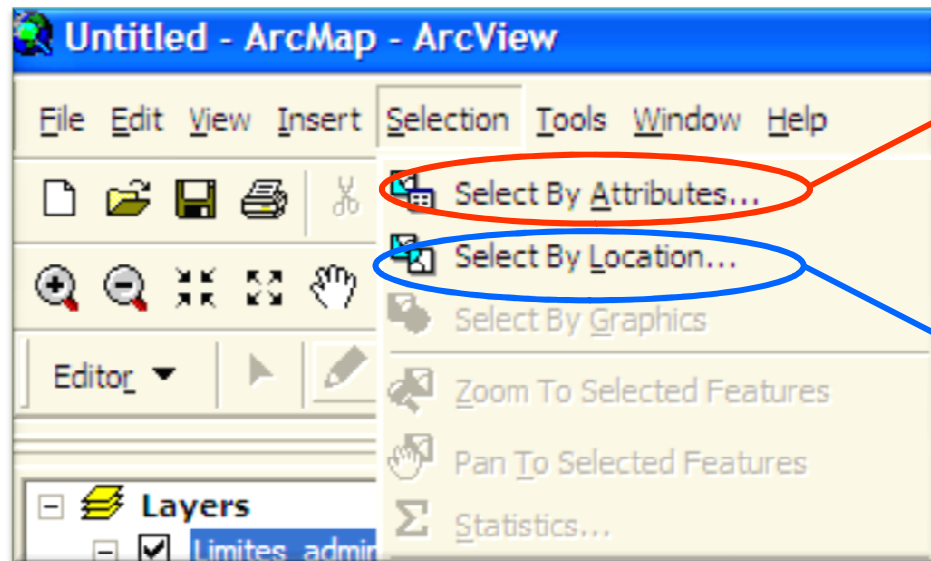 Untitled - ArcMap - ArcView
File Edit View Insert Selection Tools Window Help
Select By Attributes...
Select By Location...
Select By Graphics
Editor
Zoom To Selected Features
Pan To Selected Features
Layers
Σ Statistics...
Limites_admin